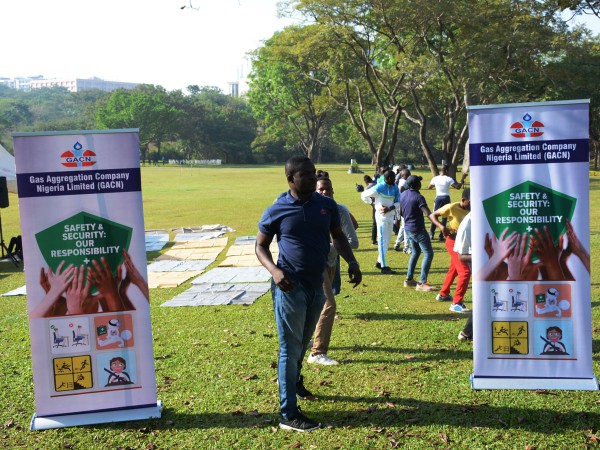 GACN
Gas Aggregation Company
Nigeria Limited (GACN)
SAFETY &
SECURITY:
OUR
RESPONSIBILITY
GACN
Gas Aggregation Company
Nigeria Limited (GACN)
SAFETY &
SECURITY: OUR
RESPONSIBILITY